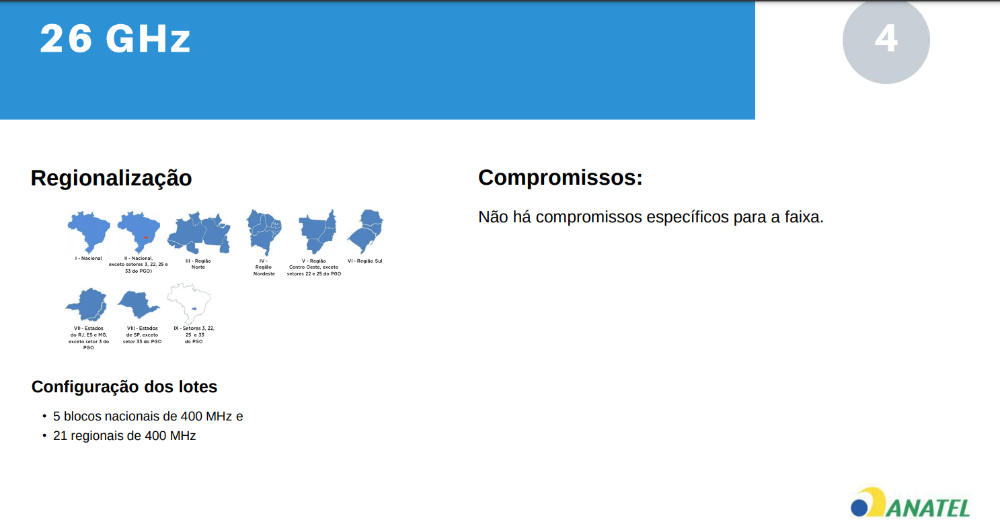 26 GHz
4
Regionalização
I - Nacional
II - Nacional,
exceto setores 3, 22, 25 e
33 do PGO)
III - Região
Norte
IV -
Região
Nordeste
V - Região
Centro Oeste, exceto
setores 22 e 25 do PGO
VI - Região Sul
VII - Estados
do RJ, ES e MG,
exceto setor 3 do
PGO
VIII - Estados
de SP, exceto
setor 33 do PGO
IX - Setores 3, 22,
25 e 33
do PGO
Configuração dos lotes
• 5 blocos nacionais de 400 MHz e
• 21 regionais de 400 MHz
Compromissos:
Não há compromissos específicos para a faixa.
ANATEL